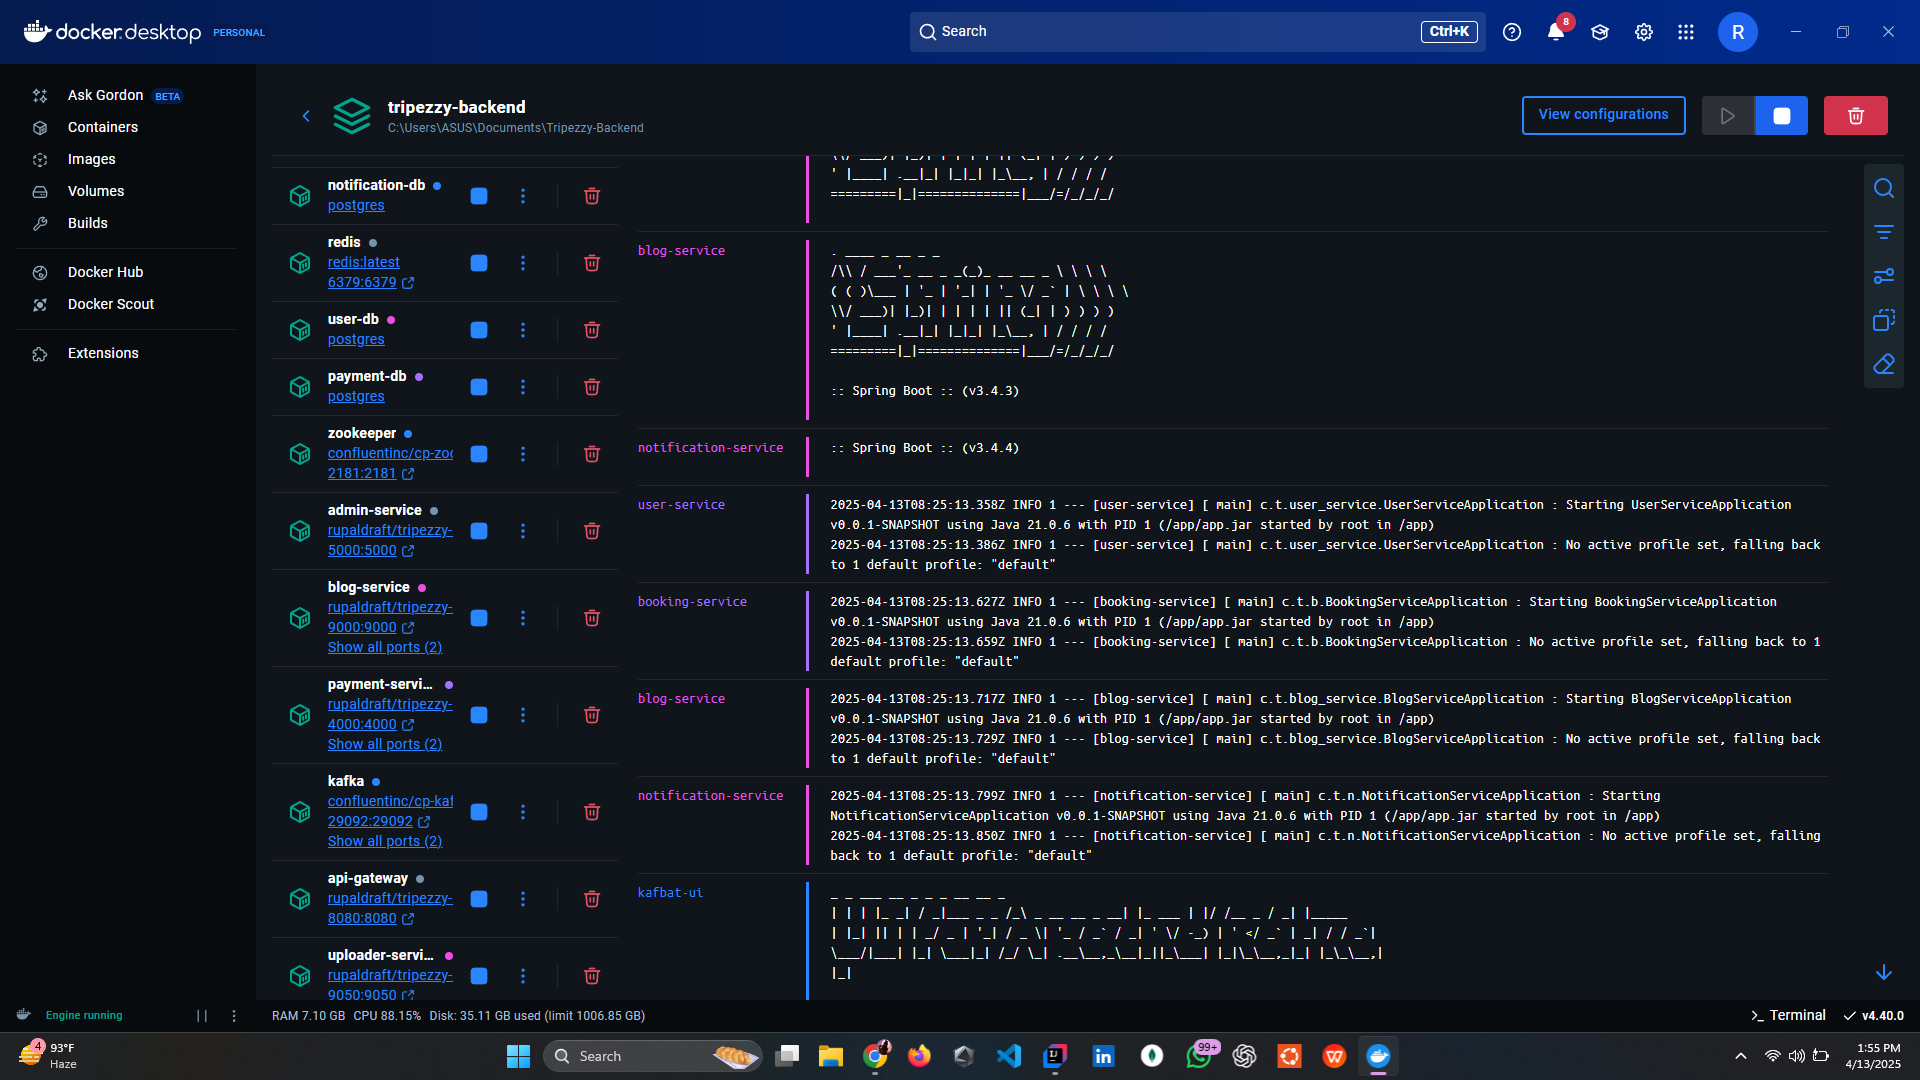 docker.desktop PERSONAL
Search
Ctrl+K
8
R
Ask Gordon BETA
Containers
Images
Volumes
Builds
Docker Hub
Docker Scout
Extensions
tripezzy-backend
C:\Users\ASUS\Documents\Tripezzy-Backend
View configurations
notification-db
postgres
redis
redis:latest
6379:6379
user-db
postgres
payment-db
postgres
zookeeper
confluentinc/cp-zoo
2181:2181
admin-service
rupaldraft/tripezzy-
5000:5000
blog-service
rupaldraft/tripezzy-
9000:9000
Show all ports (2)
payment-servi...
rupaldraft/tripezzy-
4000:4000
Show all ports (2)
kafka
confluentinc/cp-kaf
29092:29092
Show all ports (2)
api-gateway
rupaldraft/tripezzy-
8080:8080
uploader-servi...
rupaldraft/tripezzy-
9050:9050
' |____| .__|_| |_|_| |_\__, | / / / /
=========|_|==============|___/=/_/_/_/
blog-service
. ____ _ __ _ _
/\\ / ___'_ __ _ _(_)_ __ __ _ \ \ \ \
( ( )\___ | '_ | '_| | '_ \/ _` | \ \ \ \
\\/ ___)| |_)| | | | | || (_| | ) ) ) )
' |____| .__|_| |_|_| |_\__, | / / / /
=========|_|==============|___/=/_/_/_/
:: Spring Boot :: (v3.4.3)
notification-service
:: Spring Boot :: (v3.4.4)
user-service
2025-04-13T08:25:13.358Z INFO 1 --- [user-service] [ main] c.t.user_service.UserServiceApplication : Starting UserServiceApplication
v0.0.1-SNAPSHOT using Java 21.0.6 with PID 1 (/app/app.jar started by root in /app)
2025-04-13T08:25:13.386Z INFO 1 --- [user-service] [ main] c.t.user_service.UserServiceApplication : No active profile set, falling back
to 1 default profile: "default"
booking-service
2025-04-13T08:25:13.627Z INFO 1 --- [booking-service] [ main] c.t.b.BookingServiceApplication : Starting BookingServiceApplication
v0.0.1-SNAPSHOT using Java 21.0.6 with PID 1 (/app/app.jar started by root in /app)
2025-04-13T08:25:13.659Z INFO 1 --- [booking-service] [ main] c.t.b.BookingServiceApplication : No active profile set, falling back to 1
default profile: "default"
blog-service
2025-04-13T08:25:13.717Z INFO 1 --- [blog-service] [ main] c.t.blog_service.BlogServiceApplication : Starting BlogServiceApplication
v0.0.1-SNAPSHOT using Java 21.0.6 with PID 1 (/app/app.jar started by root in /app)
2025-04-13T08:25:13.729Z INFO 1 --- [blog-service] [ main] c.t.blog_service.BlogServiceApplication : No active profile set, falling back
to 1 default profile: "default"
notification-service
2025-04-13T08:25:13.799Z INFO 1 --- [notification-service] [ main] c.t.n.NotificationServiceApplication : Starting
NotificationServiceApplication v0.0.1-SNAPSHOT using Java 21.0.6 with PID 1 (/app/app.jar started by root in /app)
2025-04-13T08:25:13.850Z INFO 1 --- [notification-service] [ main] c.t.n.NotificationServiceApplication : No active profile set, falling
back to 1 default profile: "default"
kafbat-ui
Engine running
RAM 7.10 GB CPU 88.15% Disk: 35.11 GB used (limit 1006.85 GB)
Terminal
v4.40.0
4
93°F
Haze
Search
99+
1:55 PM
4/13/2025